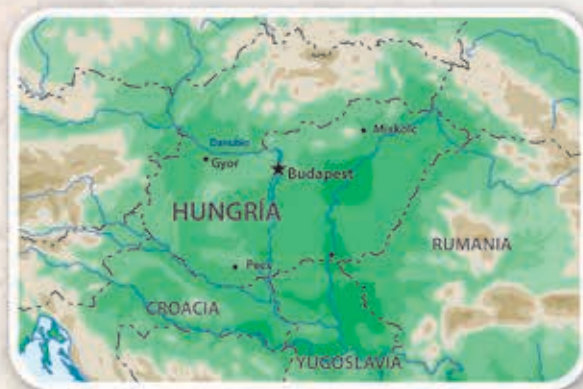 Danubio
Gyor
Miskolc
Budapest
HUNGRÍA
RUMANIA
Pecs
CROACIA
YUGOSLAVIA